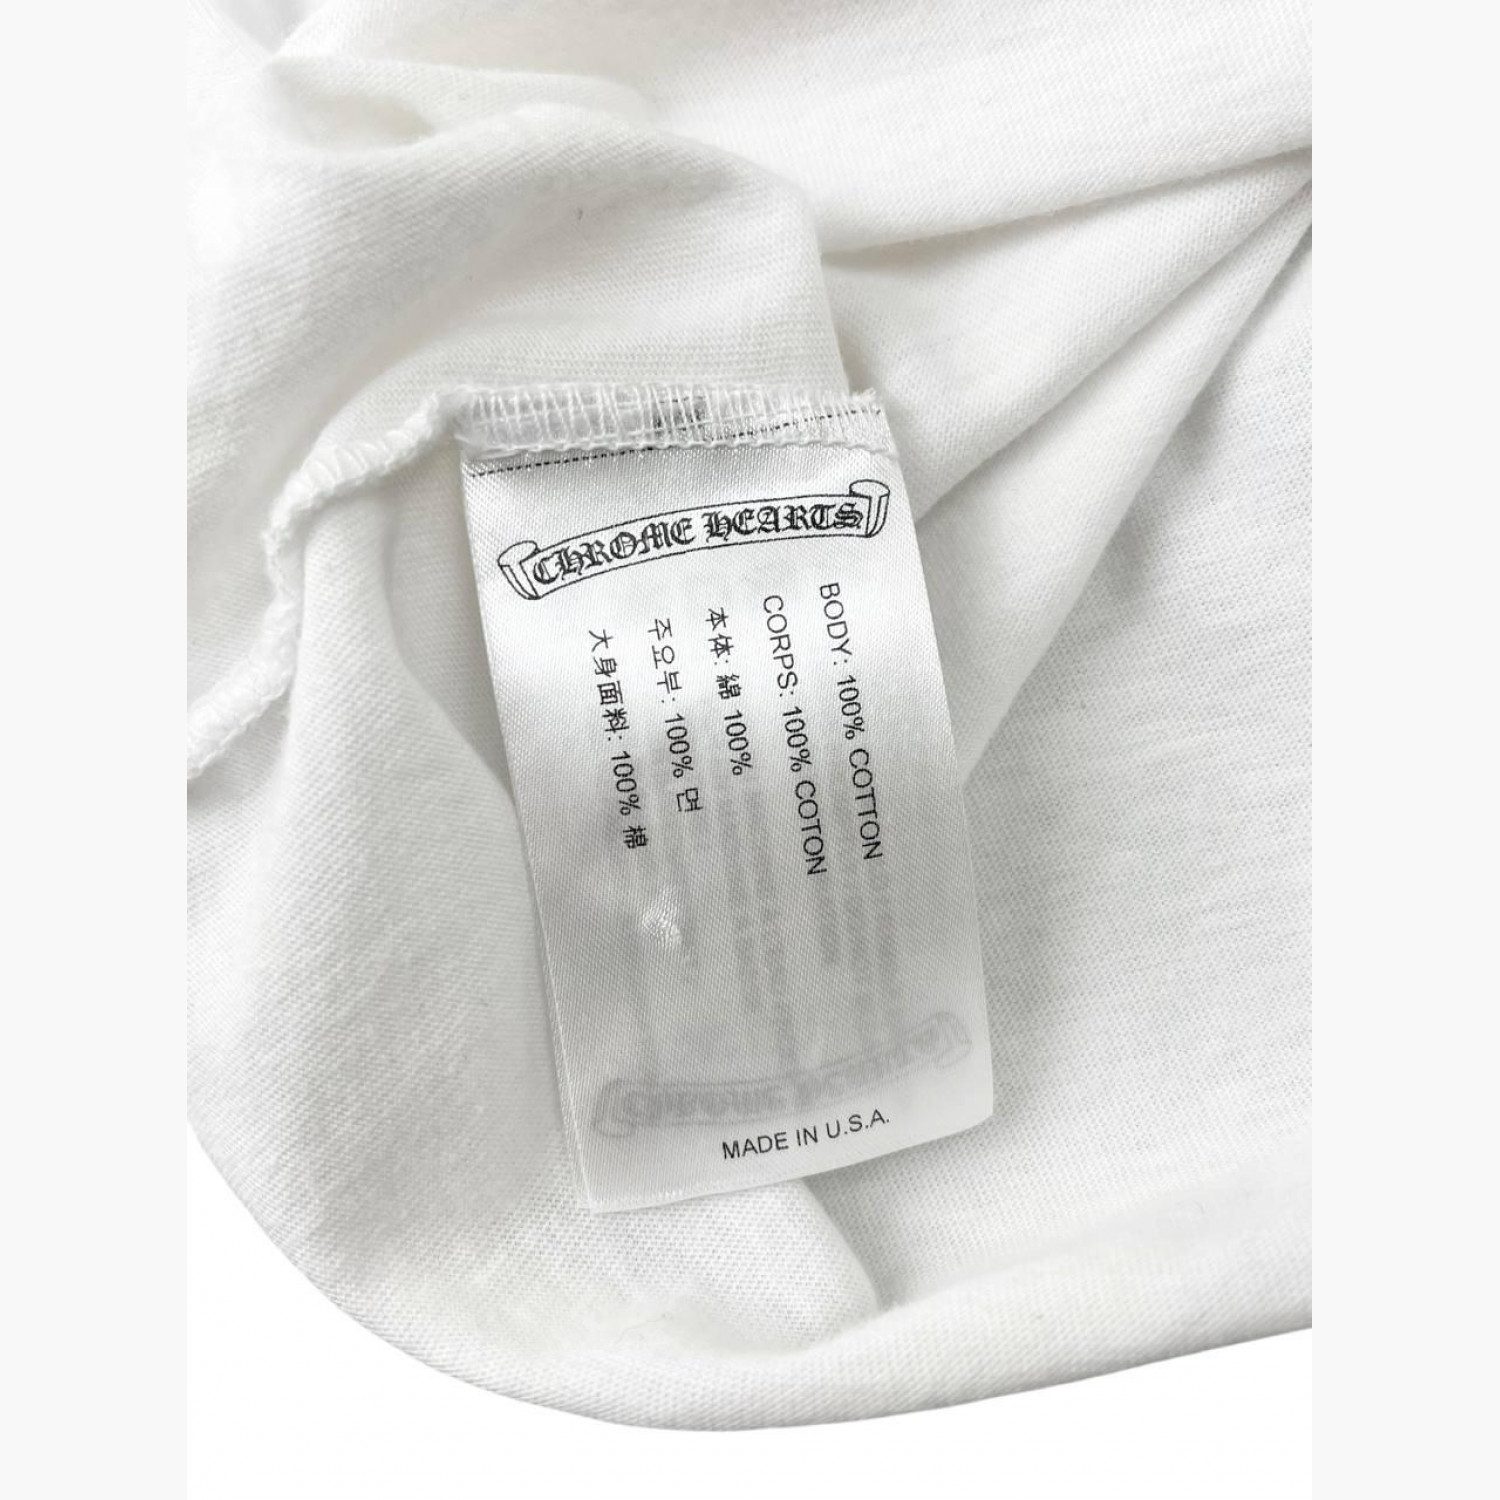 CHROME HEARTS
BODY: 100% COTTON
CORPS: 100% COTON
本体: 綿 100%
주요부: 100% 면
大身面料: 100% 棉
MADE IN U.S.A.